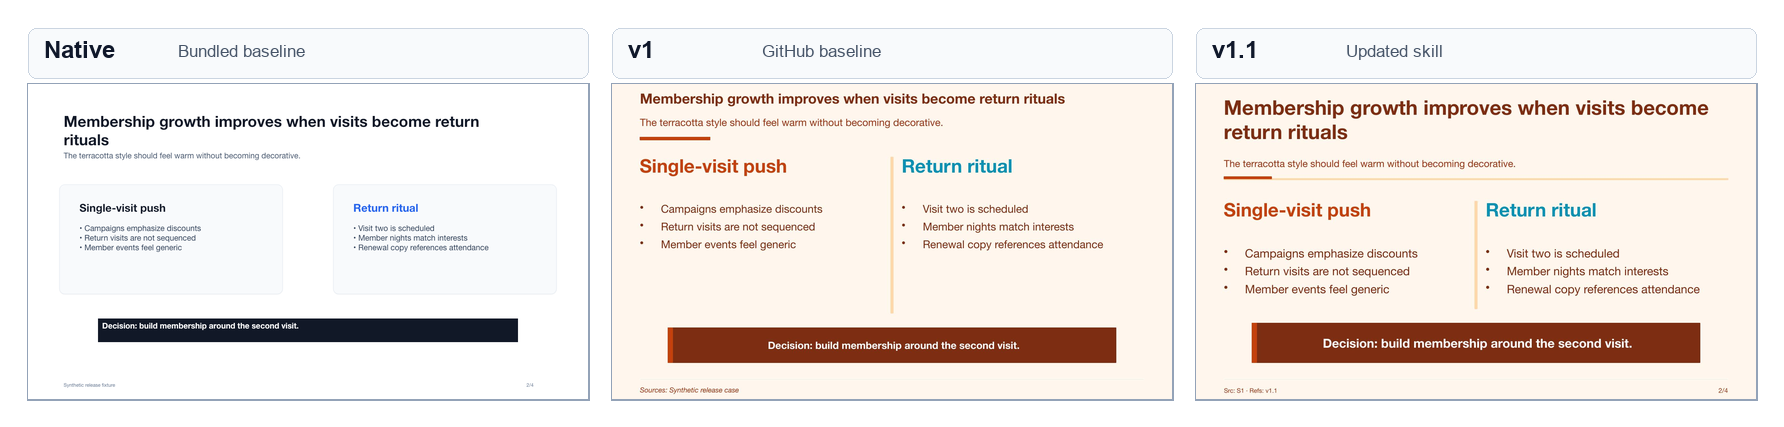 Native Bundled baseline
Membership growth improves when visits become return
rituals
The terracotta style should feel warm without becoming decorative.
Single-visit push
• Campaigns emphasize discounts
• Return visits are not sequenced
• Member events feel generic
Return ritual
• Visit two is scheduled
• Member nights match interests
• Renewal copy references attendance
Decision: build membership around the second visit.
Synthetic release fixture 2/4
v1 GitHub baseline
Membership growth improves when visits become return rituals
The terracotta style should feel warm without becoming decorative.
Single-visit push
• Campaigns emphasize discounts
• Return visits are not sequenced
• Member events feel generic
Return ritual
• Visit two is scheduled
• Member nights match interests
• Renewal copy references attendance
Decision: build membership around the second visit.
Sources: Synthetic release case
v1.1 Updated skill
Membership growth improves when visits become
return rituals
The terracotta style should feel warm without becoming decorative.
Single-visit push
• Campaigns emphasize discounts
• Return visits are not sequenced
• Member events feel generic
Return ritual
• Visit two is scheduled
• Member nights match interests
• Renewal copy references attendance
Decision: build membership around the second visit.
Src: S1 - Refs: v1.1 2/4